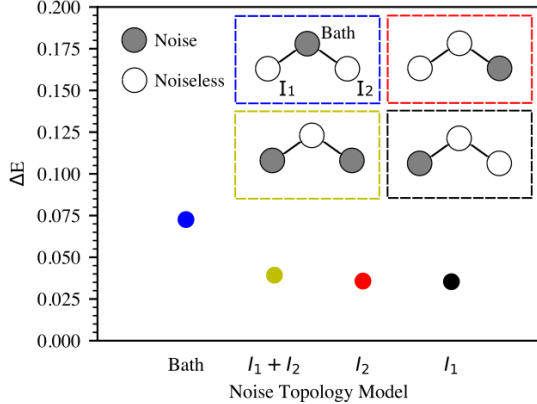 0.200
0.175
0.150
0.125
0.100
0.075
0.050
0.025
0.000
ΔE
Noise
Noiseless
Bath
I₁ I₂
Bath I₁ + I₂ I₂ I₁
Noise Topology Model